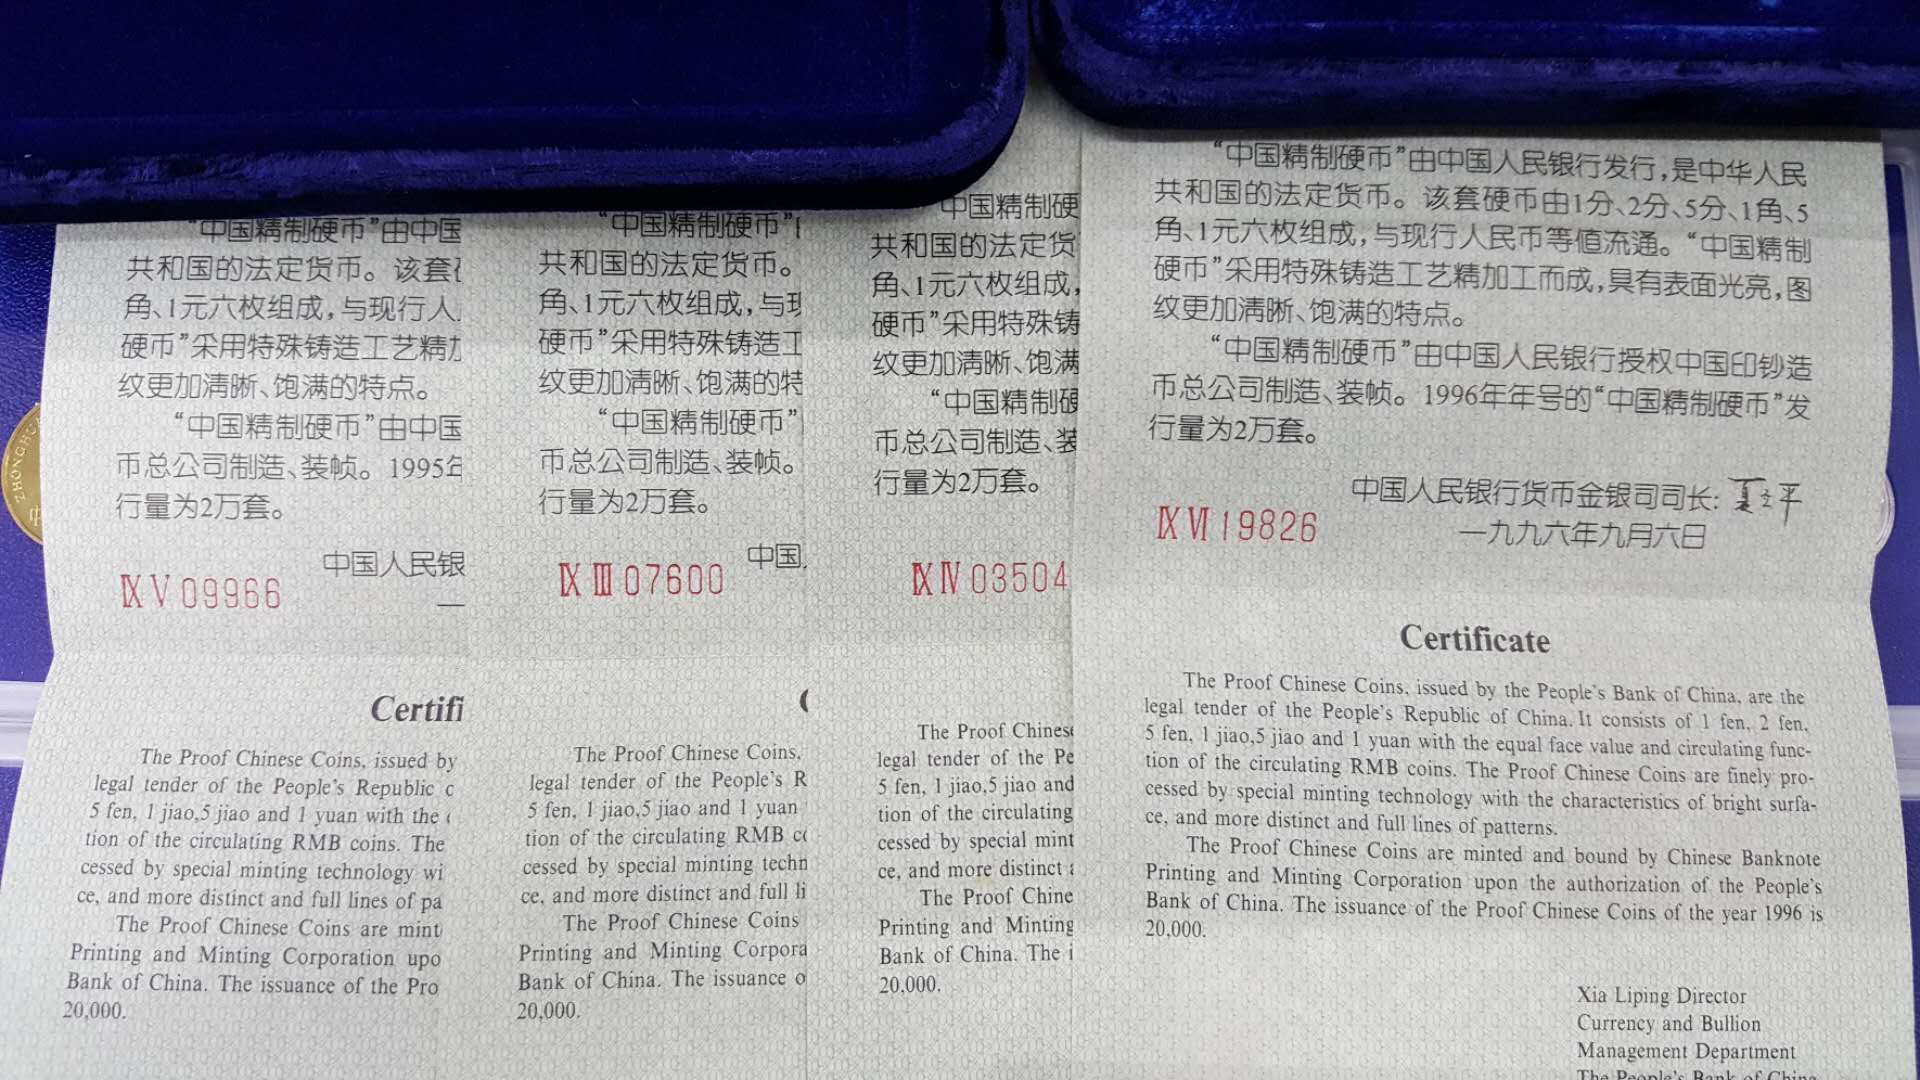 ZHONGHUA
“中国精制硬币”由中国
共和国的法定货币。该套
角、1元六枚组成，与现行人
硬币”采用特殊铸造工艺精加
纹更加清晰、饱满的特点。
“中国精制硬币”由中国
币总公司制造、装帧。1995年
行量为2万套。
中国人民银
一
ⅨⅤ09966
Certifi
The Proof Chinese Coins, issued by
legal tender of the People's Republic
5 fen, 1 jiao,5 jiao and 1 yuan with the
tion of the circulating RMB coins. The
cessed by special minting technology wi
ce, and more distinct and full lines of pa
The Proof Chinese Coins are mint
Printing and Minting Corporation upo
Bank of China. The issuance of the Pro
20,000.
“中国精制硬币”
共和国的法定货币。
角、1元六枚组成，与现
硬币”采用特殊铸造工
纹更加清晰、饱满的特
“中国精制硬币”
币总公司制造、装帧。
行量为2万套。
中国
ⅨⅢ07600
The Proof Chinese Coins,
legal tender of the People's R
5 fen, 1 jiao,5 jiao and 1 yuan
tion of the circulating RMB co
cessed by special minting techn
ce, and more distinct and full li
The Proof Chinese Coins
Printing and Minting Corpora
Bank of China. The issuance o
20,000.
中国精制硬
共和国的法定货
角、1元六枚组成，
硬币”采用特殊铸
纹更加清晰、饱满
“中国精制硬
币总公司制造、装
行量为2万套。
ⅨⅣ03504
The Proof Chinese
legal tender of the Pe
5 fen, 1 jiao,5 jiao and
tion of the circulating
cessed by special mint
ce, and more distinct
The Proof Chine
Printing and Minting
Bank of China. The i
20,000.
“中国精制硬币”由中国人民银行发行，是中华人民
共和国的法定货币。该套硬币由1分、2分、5分、1角、5
角、1元六枚组成，与现行人民币等值流通。“中国精制
硬币”采用特殊铸造工艺精加工而成，具有表面光亮，图
纹更加清晰、饱满的特点。
“中国精制硬币”由中国人民银行授权中国印钞造
币总公司制造、装帧。1996年年号的“中国精制硬币”发
行量为2万套。
中国人民银行货币金银司司长：夏立平
一九九六年九月六日
ⅨⅥ19826
Certificate
The Proof Chinese Coins, issued by the People's Bank of China, are the
legal tender of the People's Republic of China. It consists of 1 fen, 2 fen,
5 fen, 1 jiao,5 jiao and 1 yuan with the equal face value and circulating func-
tion of the circulating RMB coins. The Proof Chinese Coins are finely pro-
cessed by special minting technology with the characteristics of bright surfa-
ce, and more distinct and full lines of patterns.
The Proof Chinese Coins are minted and bound by Chinese Banknote
Printing and Minting Corporation upon the authorization of the People's
Bank of China. The issuance of the Proof Chinese Coins of the year 1996 is
20,000.
Xia Liping Director
Currency and Bullion
Management Department
The People's Bank of China